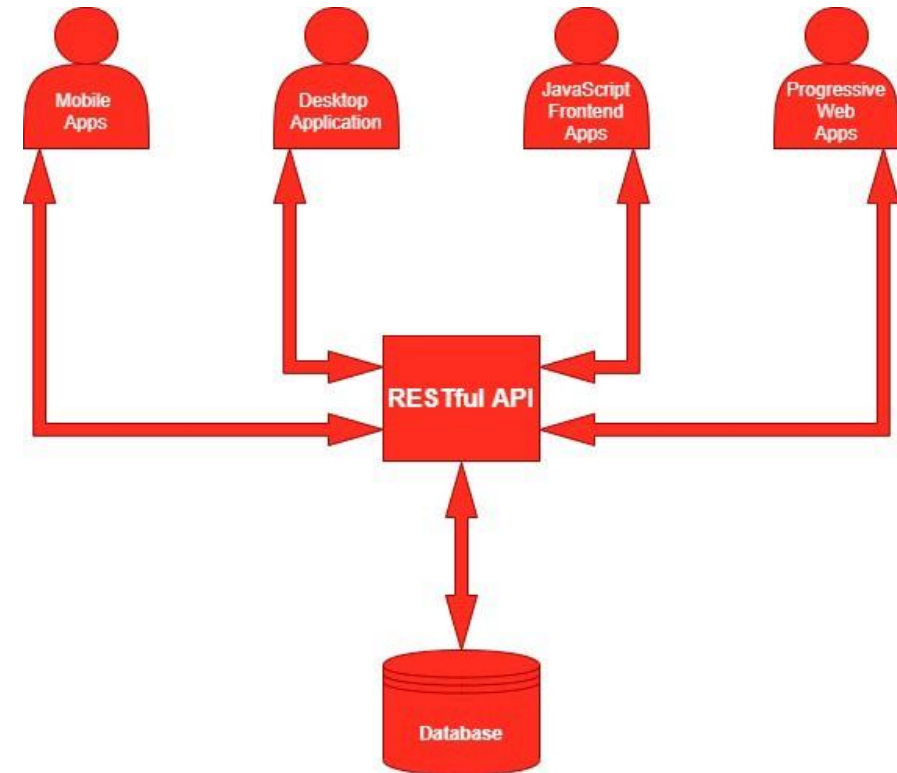 Mobile
Apps
Desktop
Application
JavaScript
Frontend
Apps
Progressive
Web
Apps
RESTful API
Database